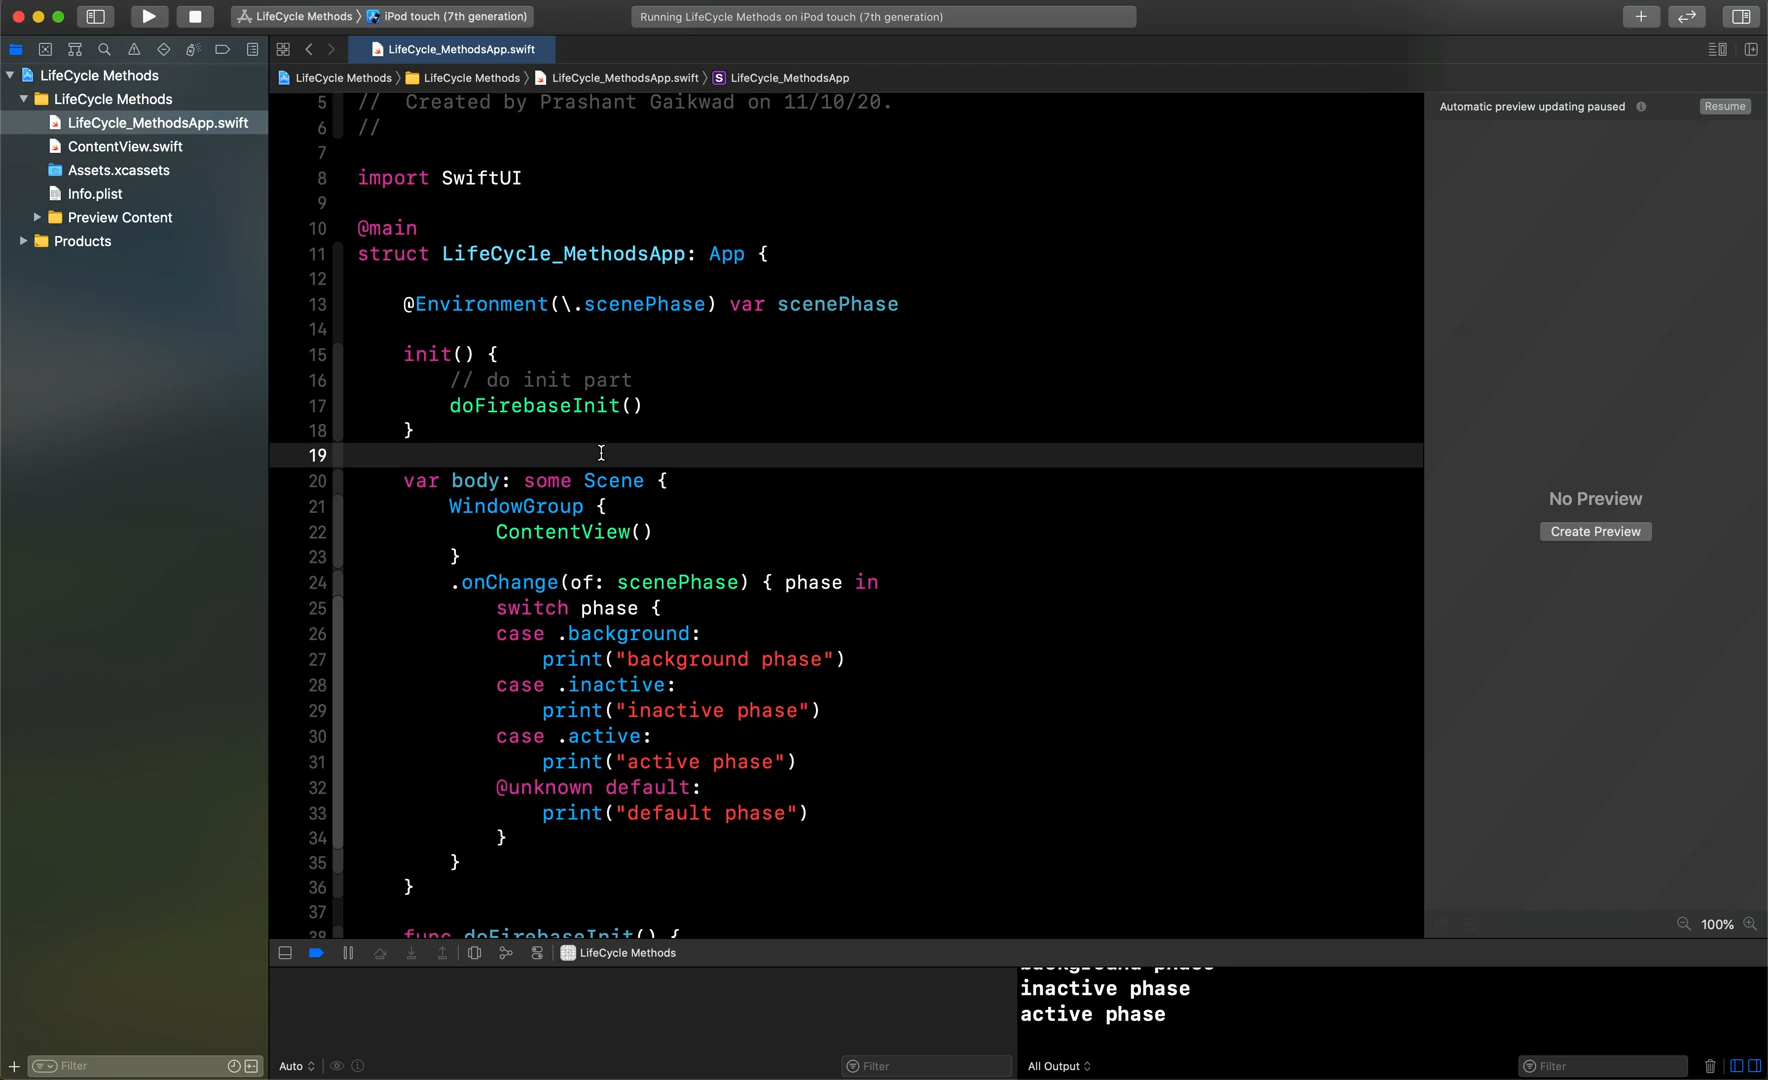 LifeCycle Methods 〉 iPod touch (7th generation)
Running LifeCycle Methods on iPod touch (7th generation)
LifeCycle_MethodsApp.swift
LifeCycle Methods 〉 LifeCycle Methods 〉 LifeCycle_MethodsApp.swift 〉 S LifeCycle_MethodsApp
LifeCycle Methods
LifeCycle Methods
LifeCycle_MethodsApp.swift
ContentView.swift
Assets.xcassets
Info.plist
Preview Content
Products
5 //  Created by Prashant Gaikwad on 11/10/20.
6 //
7
8 import SwiftUI
9
10 @main
11 struct LifeCycle_MethodsApp: App {
12
13     @Environment(\.scenePhase) var scenePhase
14
15     init() {
16         // do init part
17         doFirebaseInit()
18     }
19
20     var body: some Scene {
21         WindowGroup {
22             ContentView()
23         }
24         .onChange(of: scenePhase) { phase in
25             switch phase {
26             case .background:
27                 print("background phase")
28             case .inactive:
29                 print("inactive phase")
30             case .active:
31                 print("active phase")
32             @unknown default:
33                 print("default phase")
34             }
35         }
36     }
37
38     func doFirebaseInit() {
Automatic preview updating paused
Resume
No Preview
Create Preview
100%
LifeCycle Methods
background phase
inactive phase
active phase
Filter
Auto
Filter
All Output
Filter